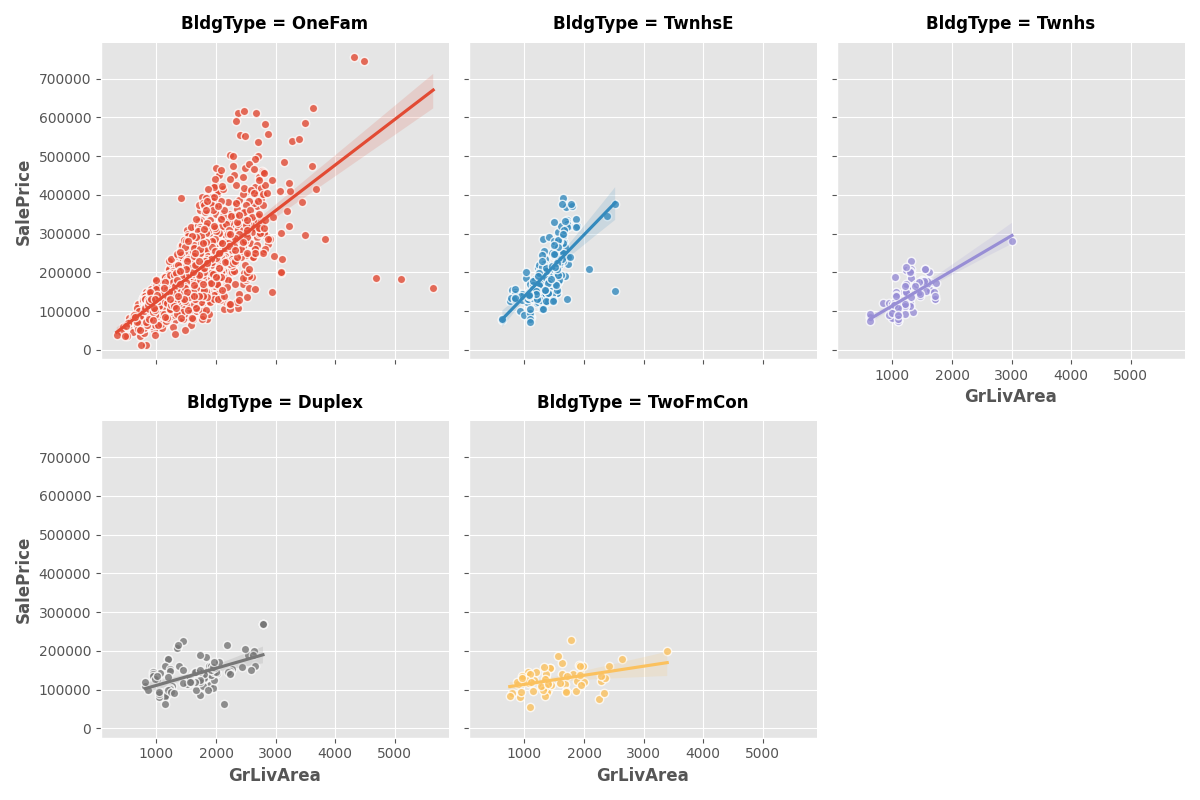 BldgType = OneFam
BldgType = TwnhsE
BldgType = Twnhs
700000
600000
500000
400000
300000
200000
100000
0
SalePrice
1000 2000 3000 4000 5000
GrLivArea
BldgType = Duplex
BldgType = TwoFmCon
700000
600000
500000
400000
300000
200000
100000
0
SalePrice
1000 2000 3000 4000 5000
1000 2000 3000 4000 5000
GrLivArea
GrLivArea